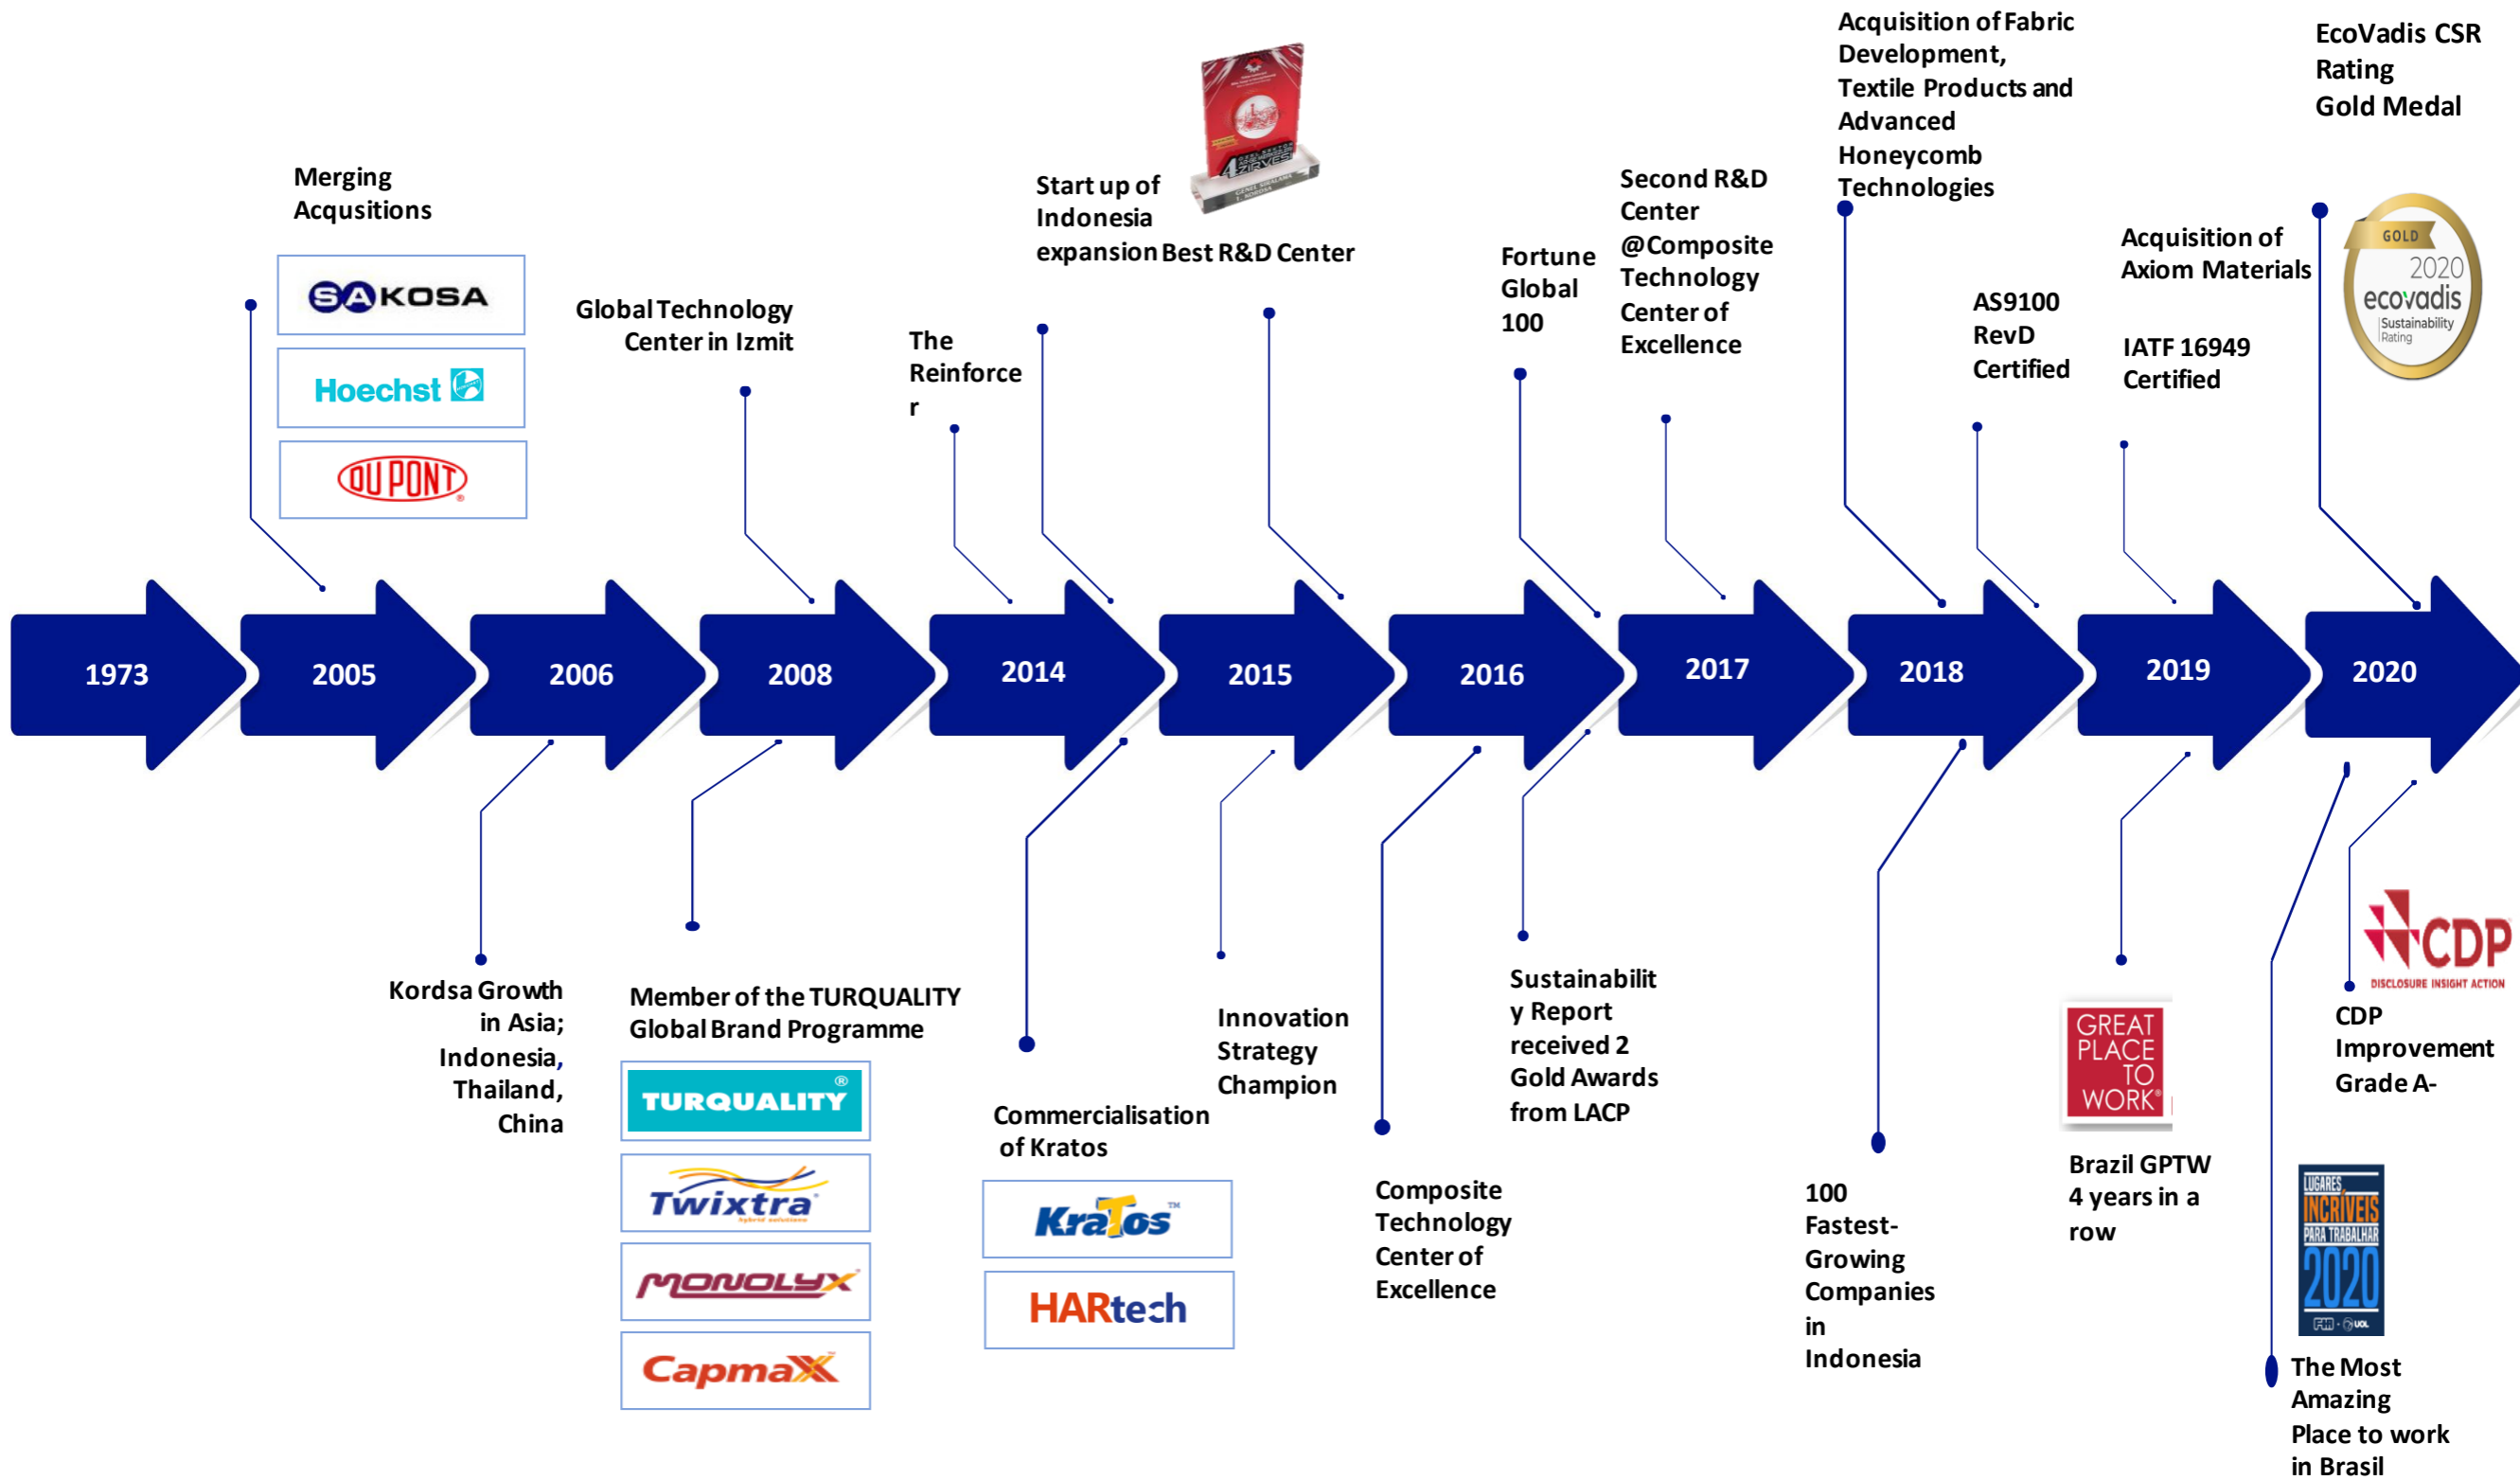 Merging
Acqusitions
SAKOSA
Hoechst
DU PONT
®
Global Technology
Center in Izmit
The
Reinforce
r
Start up of
Indonesia
expansion
4
ZIRVESİ
Best R&D Center
Fortune
Global
100
Second R&D
Center
@Composite
Technology
Center of
Excellence
Acquisition of Fabric
Development,
Textile Products and
Advanced
Honeycomb
Technologies
AS9100
RevD
Certified
Acquisition of
Axiom Materials
IATF 16949
Certified
EcoVadis CSR
Rating
Gold Medal
GOLD
2020
ecovadis
Sustainability
Rating
1973
2005
2006
2008
2014
2015
2016
2017
2018
2019
2020
Kordsa Growth
in Asia;
Indonesia,
Thailand,
China
Member of the TURQUALITY
Global Brand Programme
TURQUALITY ®
Twixtra
hybrid solutions
MONOLYX
CapmaXX
Commercialisation
of Kratos
KraTos ™
HARtech
Innovation
Strategy
Champion
Composite
Technology
Center of
Excellence
Sustainabilit
y Report
received 2
Gold Awards
from LACP
100
Fastest-
Growing
Companies
in
Indonesia
GREAT
PLACE
TO
WORK®
Brazil GPTW
4 years in a
row
CDP
DISCLOSURE INSIGHT ACTION
CDP
Improvement
Grade A-
LUGARES
INCRÍVEIS
PARA TRABALHAR
2020
UOL
The Most
Amazing
Place to work
in Brasil